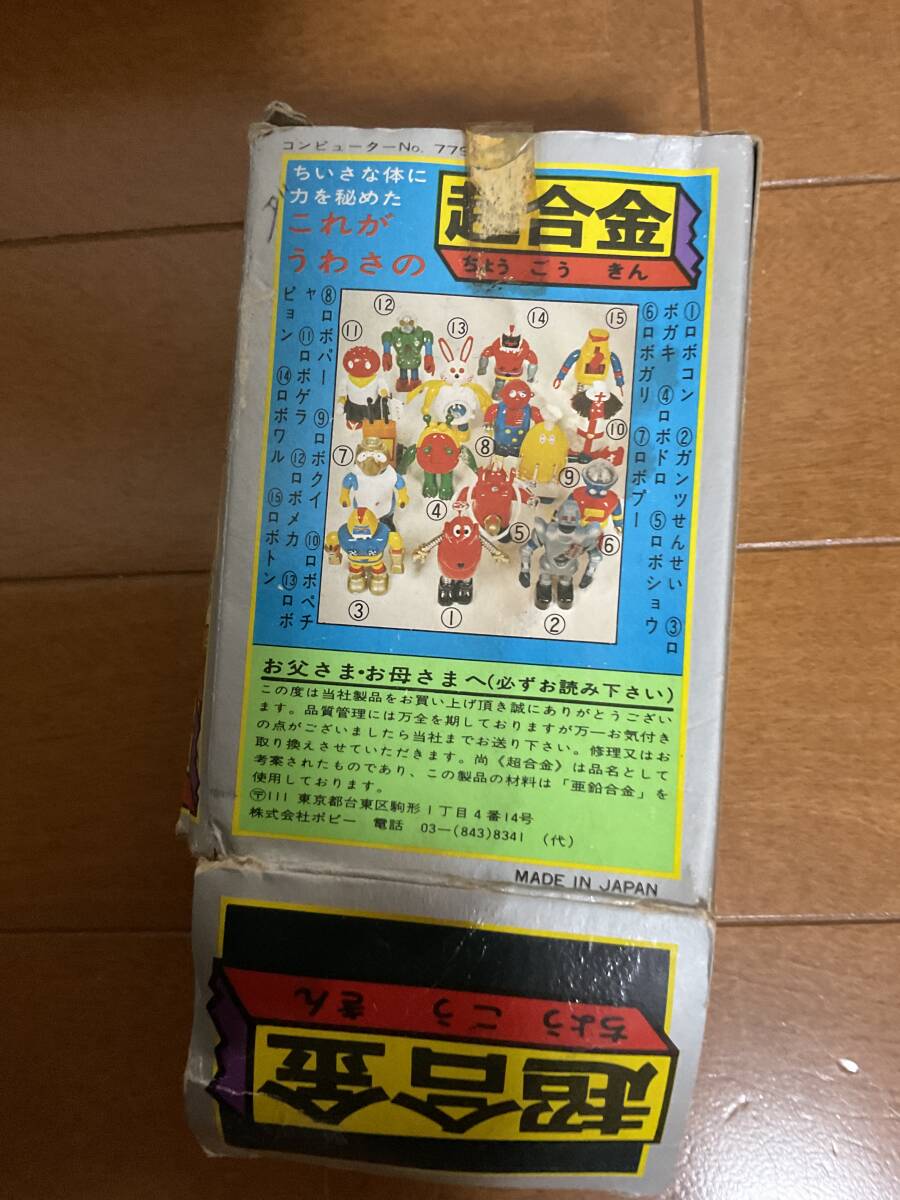 コンピューターNo. 779
ちいさな体に
力を秘めた
これが
うわさの
超合金
ちょう ごう きん
①ロボコン ②ガンツせんせい ③ロ
ボガキ ④ロボドロ ⑤ロボショウ
⑥ロボガリ ⑦ロボプー
⑧ロボパー ⑨ロボクイ ⑩ロボペチ
ャ ⑪ロボゲラ ⑫ロボメカ ⑬ロボ
ピョン ⑭ロボワル ⑮ロボトン
⑫
⑬
⑭
⑮
⑪
⑩
⑧
⑦
⑨
④
⑤
⑥
③
①
②
お父さま・お母さまへ(必ずお読み下さい)
この度は当社製品をお買い上げ頂き誠にありがとうござい
ます。品質管理には万全を期しておりますが万一お気付き
の点がございましたら当社までお送り下さい。修理又はお
取り換えさせていただきます。尚《超合金》は品名として
考案されたものであり、この製品の材料は「亜鉛合金」を
使用しております。
〒111 東京都台東区駒形1丁目4番14号
株式会社ポピー 電話 03―(843)8341 (代)
MADE IN JAPAN
ちょう ごう きん
超合金